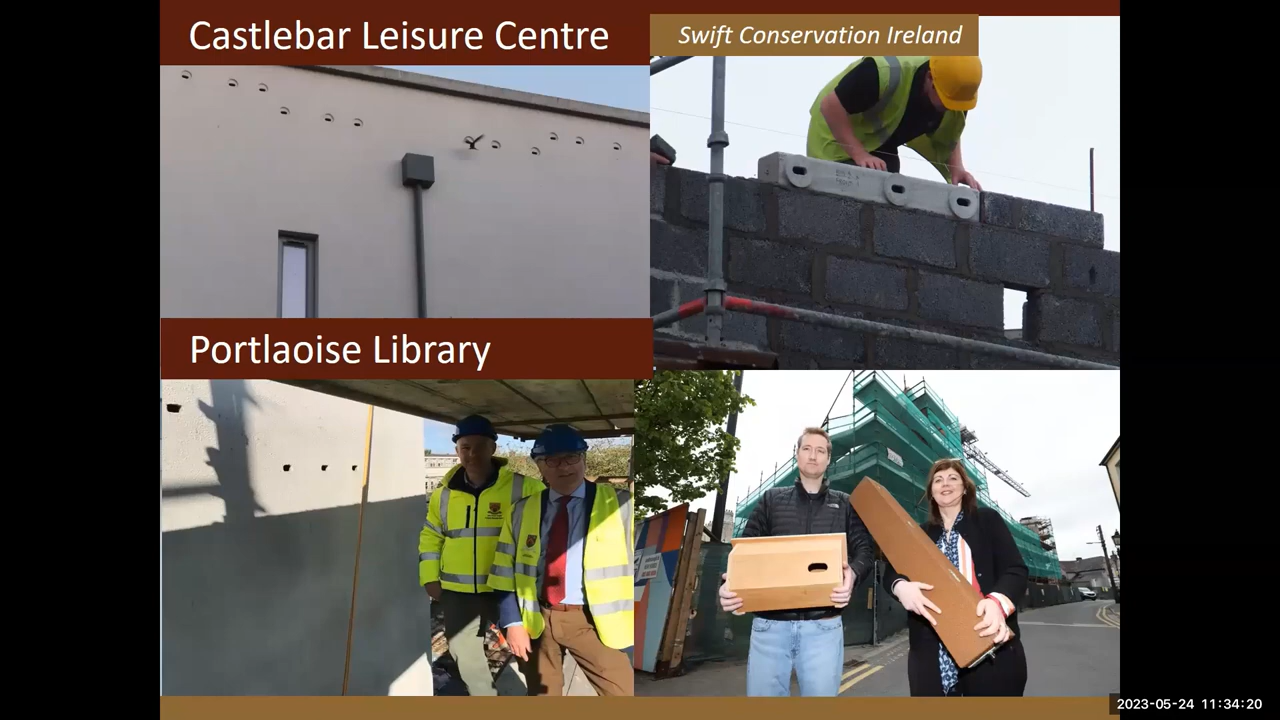 Castlebar Leisure Centre
Swift Conservation Ireland
Portlaoise Library
2023-05-24 11:34:20